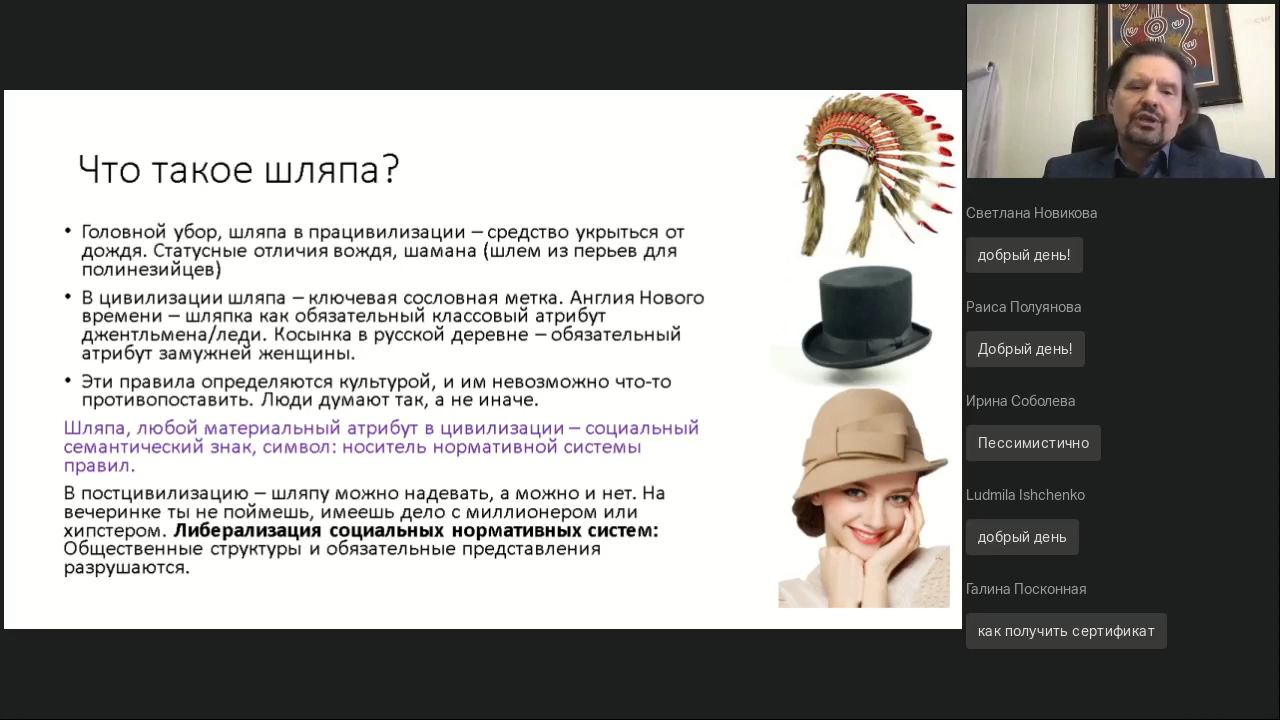 Что такое шляпа?
• Головной убор, шляпа в працивилизации – средство укрыться от
дождя. Статусные отличия вождя, шамана (шлем из перьев для
полинезийцев)
• В цивилизации шляпа – ключевая сословная метка. Англия Нового
времени – шляпка как обязательный классовый атрибут
джентльмена/леди. Косынка в русской деревне – обязательный
атрибут замужней женщины.
• Эти правила определяются культурой, и им невозможно что-то
противопоставить. Люди думают так, а не иначе.
Шляпа, любой материальный атрибут в цивилизации – социальный
семантический знак, символ: носитель нормативной системы
правил.
В постцивилизацию – шляпу можно надевать, а можно и нет. На
вечеринке ты не поймешь, имеешь дело с миллионером или
хипстером. Либерализация социальных нормативных систем:
Общественные структуры и обязательные представления
разрушаются.
Светлана Новикова
добрый день!
Раиса Полуянова
Добрый день!
Ирина Соболева
Пессимистично
Ludmila Ishchenko
добрый день
Галина Посконная
как получить сертификат